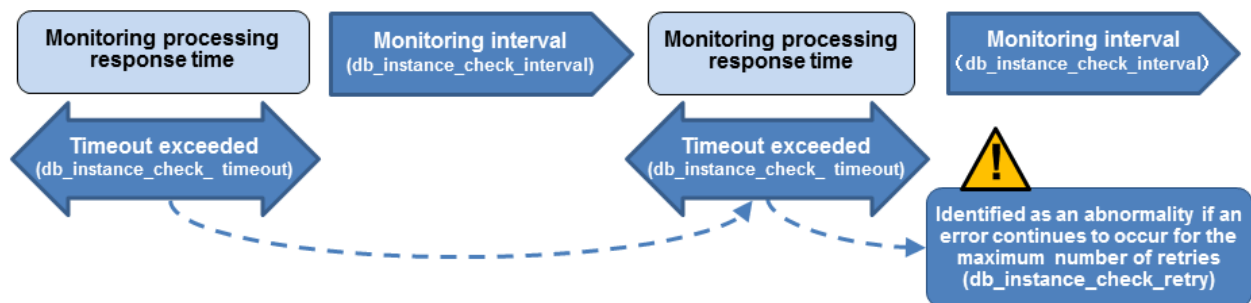 Monitoring processing
response time
Monitoring interval
(db_instance_check_interval)
Monitoring processing
response time
Monitoring interval
（db_instance_check_interval）
Timeout exceeded
(db_instance_check_ timeout)
Timeout exceeded
(db_instance_check_ timeout)
!
Identified as an abnormality if an
error continues to occur for the
maximum number of retries
(db_instance_check_retry)